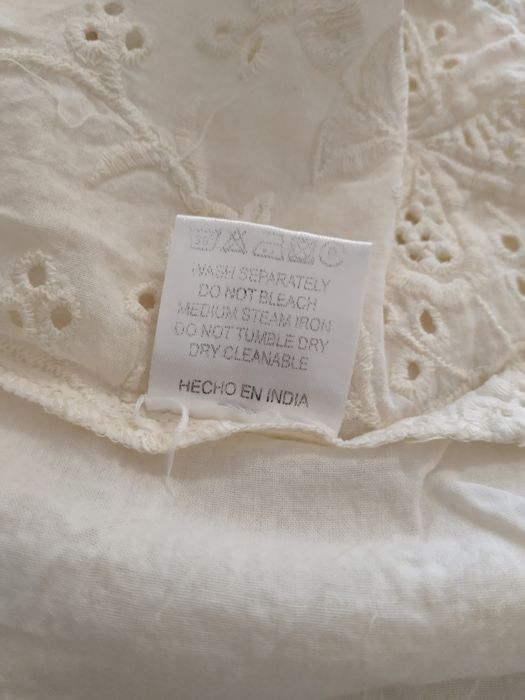 WASH SEPARATELY
DO NOT BLEACH
MEDIUM STEAM IRON
DO NOT TUMBLE DRY
DRY CLEANABLE
HECHO EN INDIA